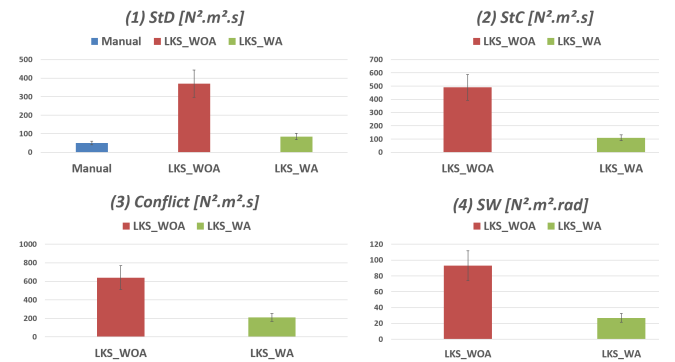 (1) StD [N².m².s]
Manual LKS_WOA LKS_WA
500
400
300
200
100
0
Manual LKS_WOA LKS_WA
(2) StC [N².m².s]
LKS_WOA LKS_WA
700
600
500
400
300
200
100
0
LKS_WOA LKS_WA
(3) Conflict [N².m².s]
LKS_WOA LKS_WA
1000
800
600
400
200
0
LKS_WOA LKS_WA
(4) SW [N².m².rad]
LKS_WOA LKS_WA
120
100
80
60
40
20
0
LKS_WOA LKS_WA